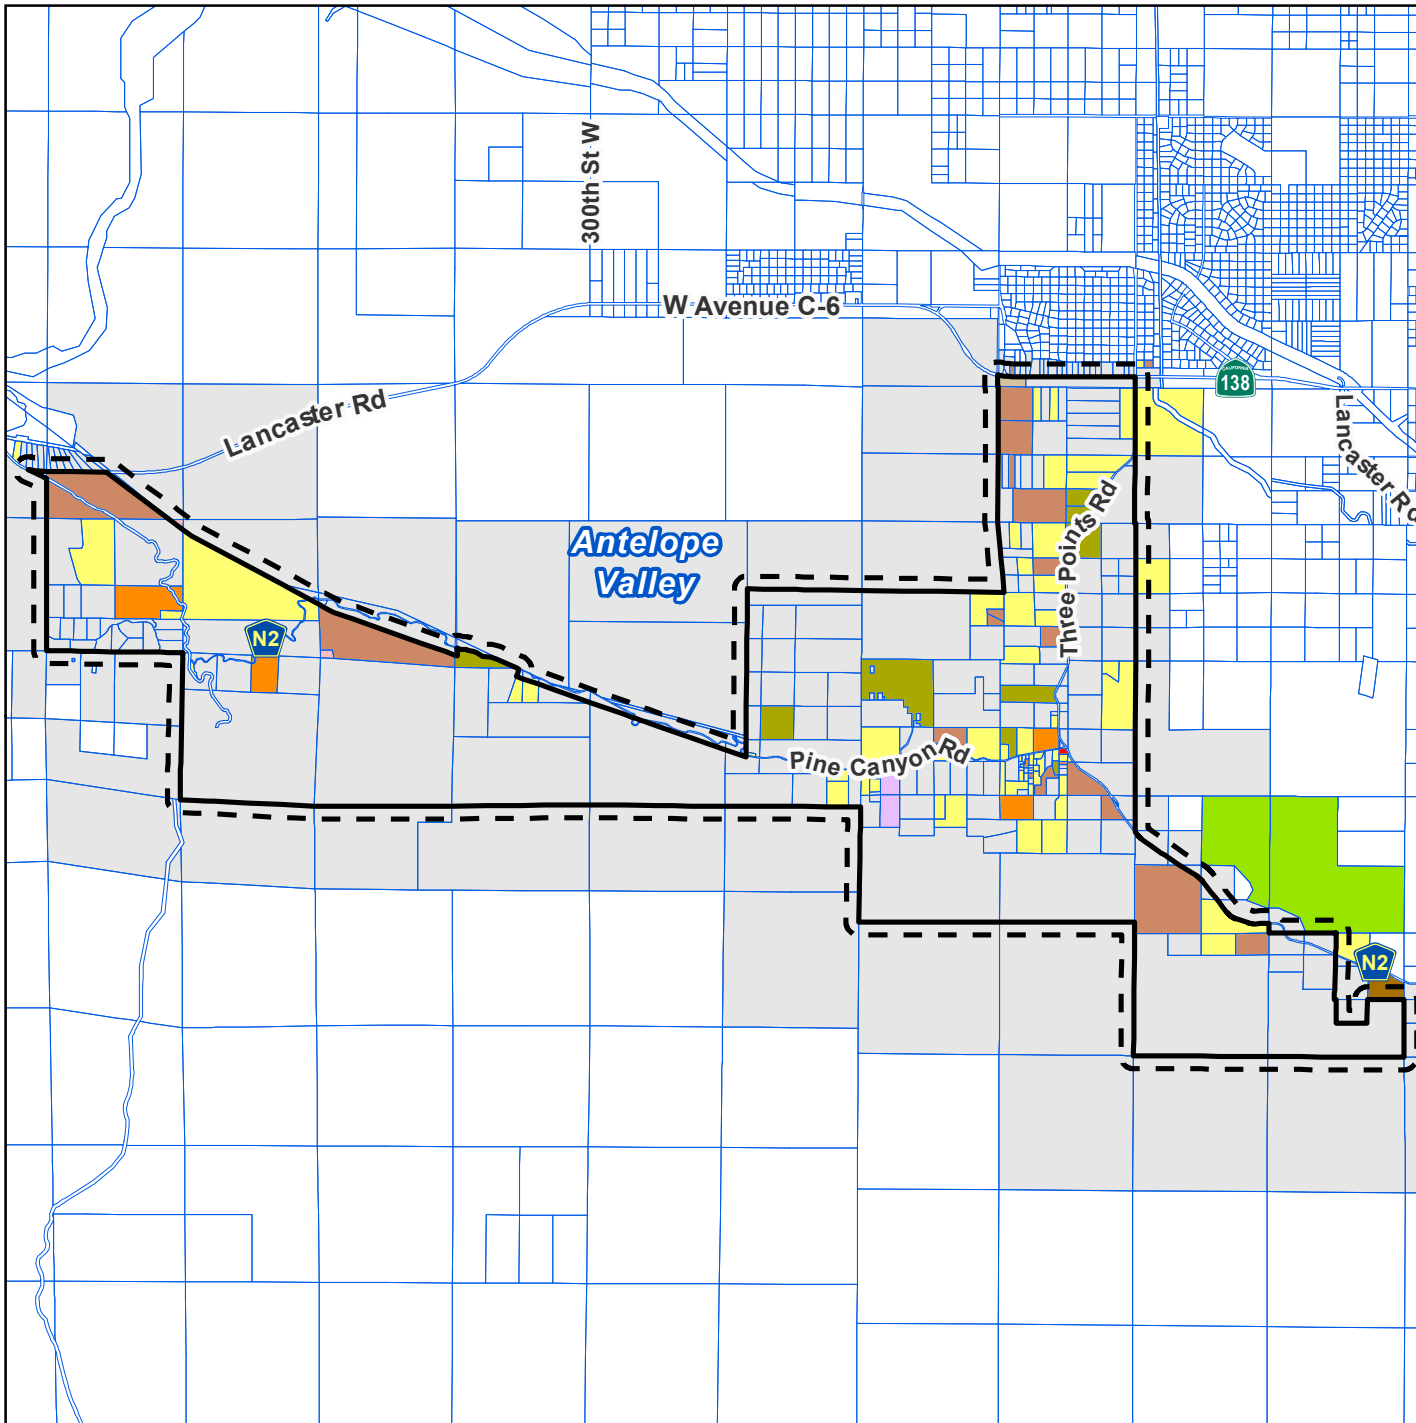 300th St W
W Avenue C-6
CALIFORNIA
138
Lancaster Rd
Lancaster Rd
Antelope
Valley
Three Points Rd
N2
Pine Canyon Rd
N2